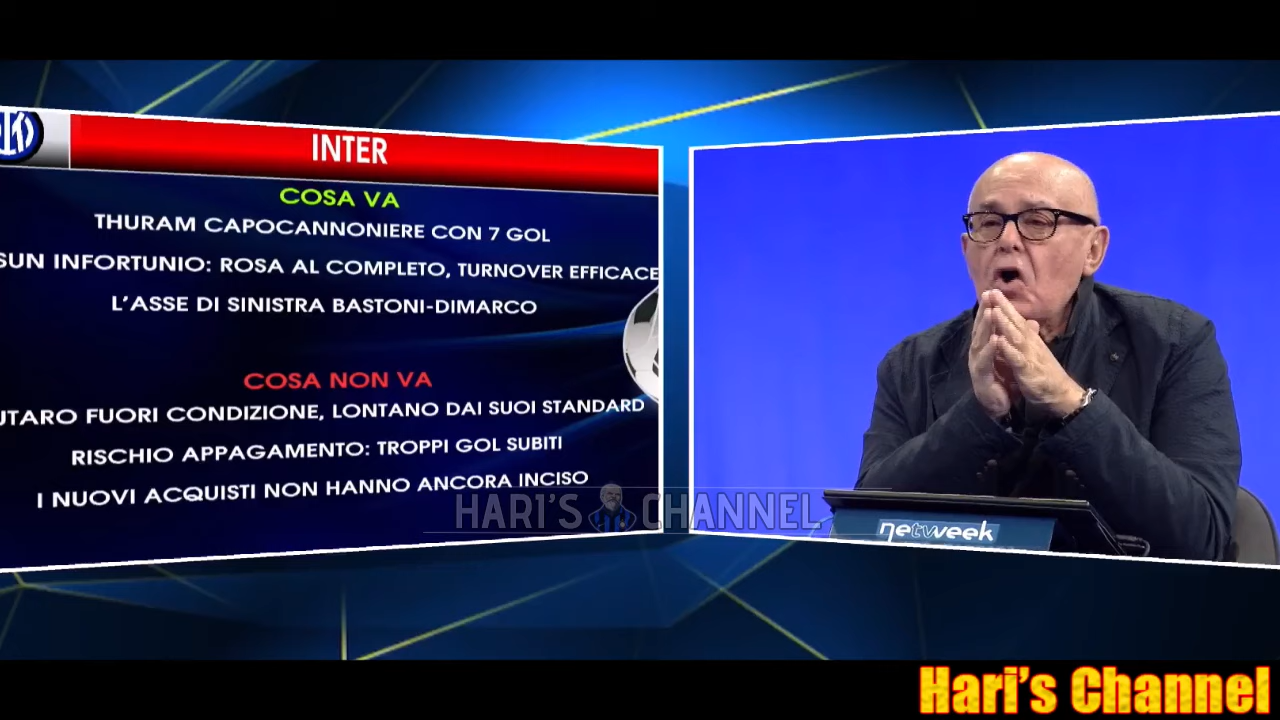 INTER
COSA VA
THURAM CAPOCANNONIERE CON 7 GOL
SUN INFORTUNIO: ROSA AL COMPLETO, TURNOVER EFFICACE
L'ASSE DI SINISTRA BASTONI-DIMARCO
COSA NON VA
UTARO FUORI CONDIZIONE, LONTANO DAI SUOI STANDARD
RISCHIO APPAGAMENTO: TROPPI GOL SUBITI
I NUOVI ACQUISTI NON HANNO ANCORA INCISO
HARI'S CHANNEL
netweek
Hari's Channel